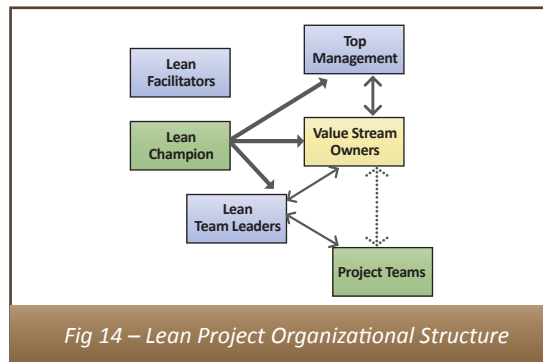 Top
Management
Lean
Facilitators
Lean
Champion
Value Stream
Owners
Lean
Team Leaders
Project Teams
Fig 14 – Lean Project Organizational Structure